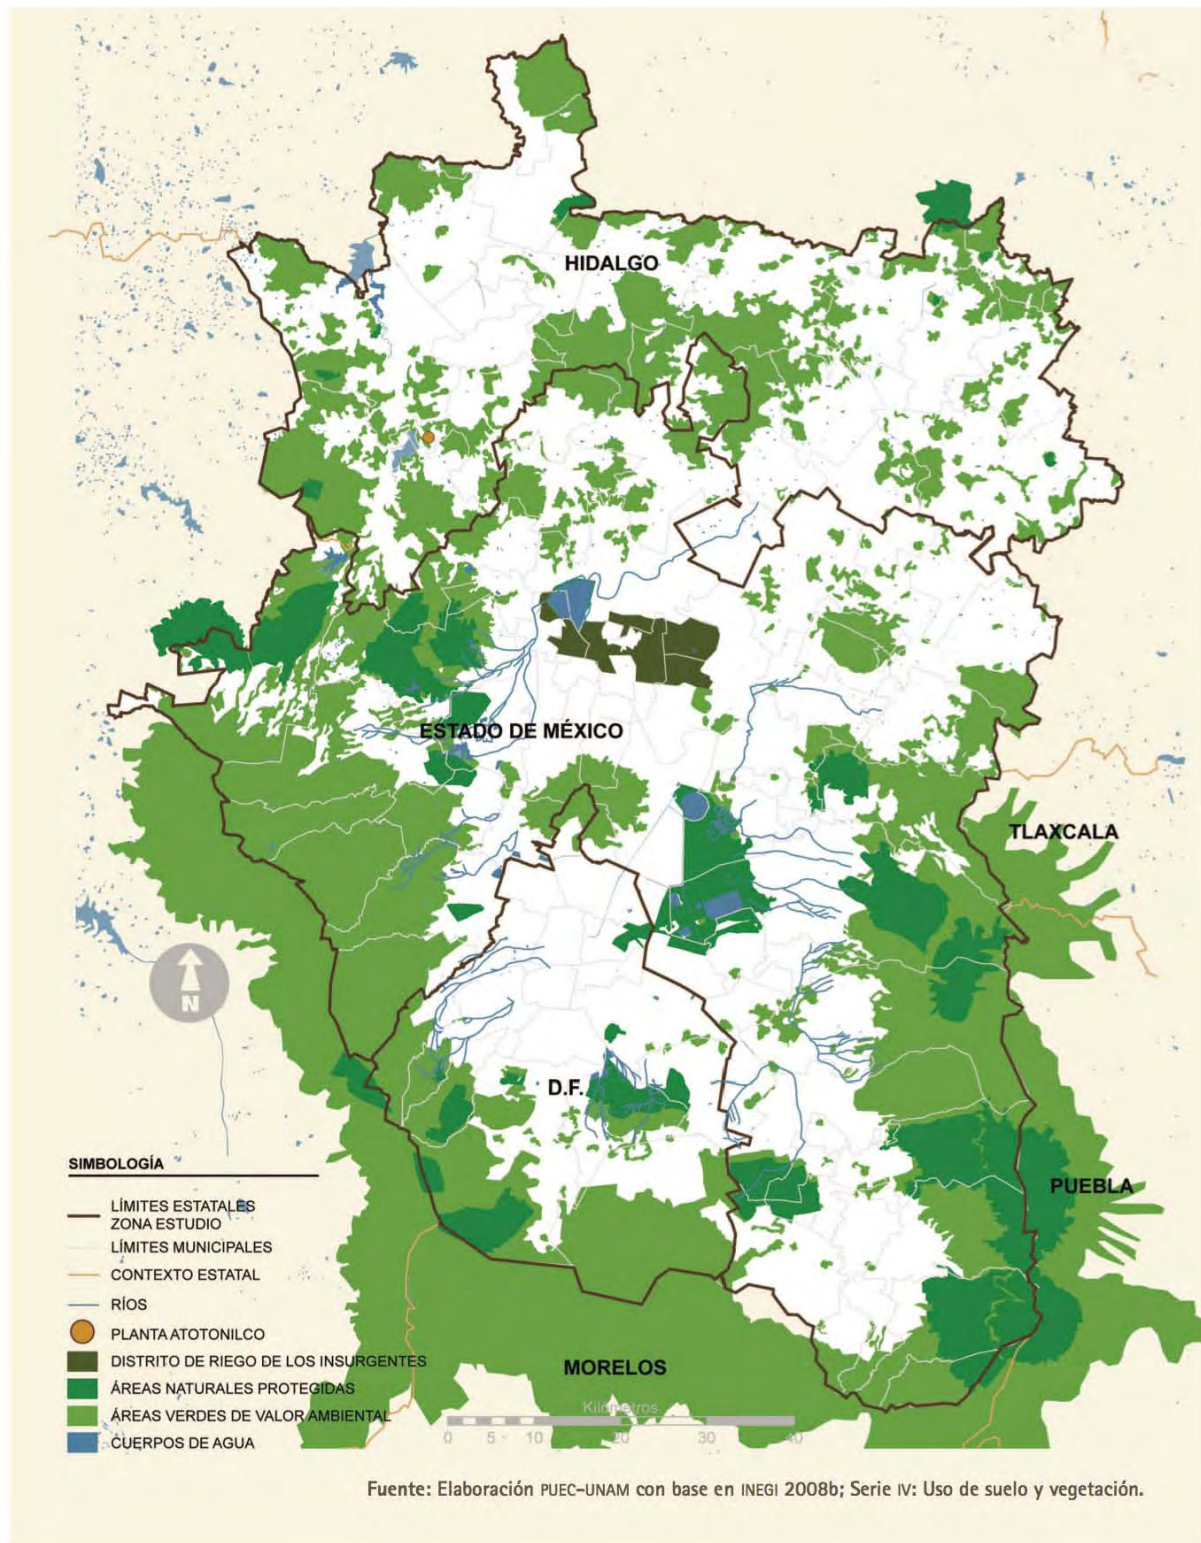 HIDALGO
ESTADO DE MÉXICO
TLAXCALA
D.F.
PUEBLA
MORELOS
N
SIMBOLOGÍA
LÍMITES ESTATALES
ZONA ESTUDIO
LÍMITES MUNICIPALES
CONTEXTO ESTATAL
RÍOS
PLANTA ATOTONILCO
DISTRITO DE RIEGO DE LOS INSURGENTES
ÁREAS NATURALES PROTEGIDAS
ÁREAS VERDES DE VALOR AMBIENTAL
CUERPOS DE AGUA
Kilómetros
0 5 10 20 30 40
Fuente: Elaboración PUEC-UNAM con base en INEGI 2008b; Serie IV: Uso de suelo y vegetación.